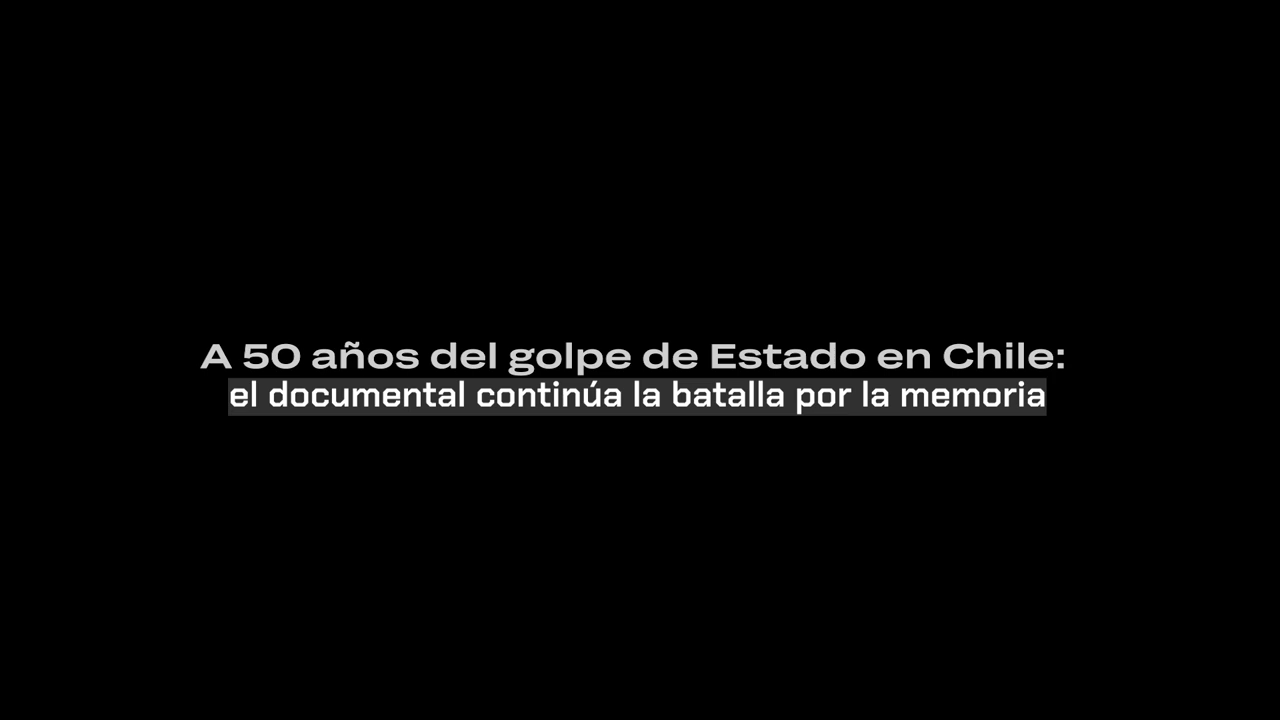 A 50 años del golpe de Estado en Chile:
el documental continúa la batalla por la memoria